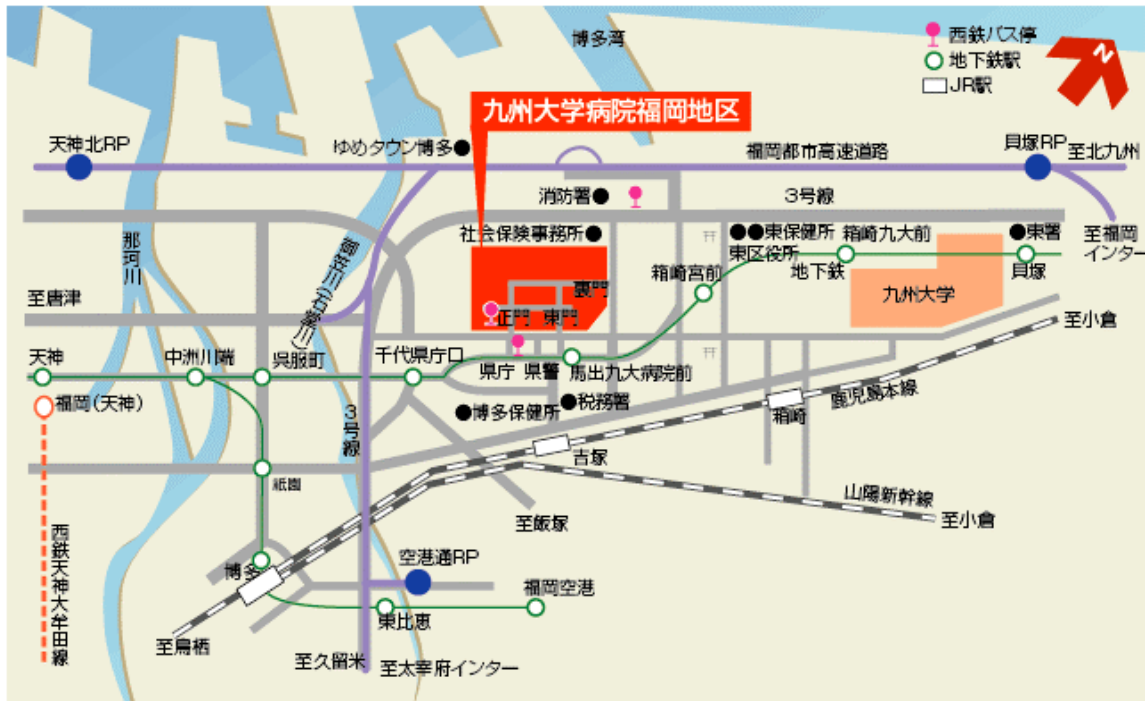 西鉄バス停
地下鉄駅
JR駅
N
博多湾
九州大学病院福岡地区
天神北RP
ゆめタウン博多
福岡都市高速道路
貝塚RP
至北九州
消防署
3号線
社会保険事務所
東保健所
東区役所
箱崎九大前
地下鉄
東署
貝塚
至福岡
インター
那珂川
御笠川(石堂川)
箱崎宮前
九州大学
裏門
正門
東門
至唐津
至小倉
天神
中洲川端
呉服町
千代県庁口
県庁
県警
馬出九大病院前
福岡(天神)
3号線
博多保健所
税務署
箱崎
鹿児島本線
吉塚
祇園
山陽新幹線
至小倉
至飯塚
西鉄天神大牟田線
博多
空港通RP
福岡空港
東比恵
至鳥栖
至久留米
至太宰府インター